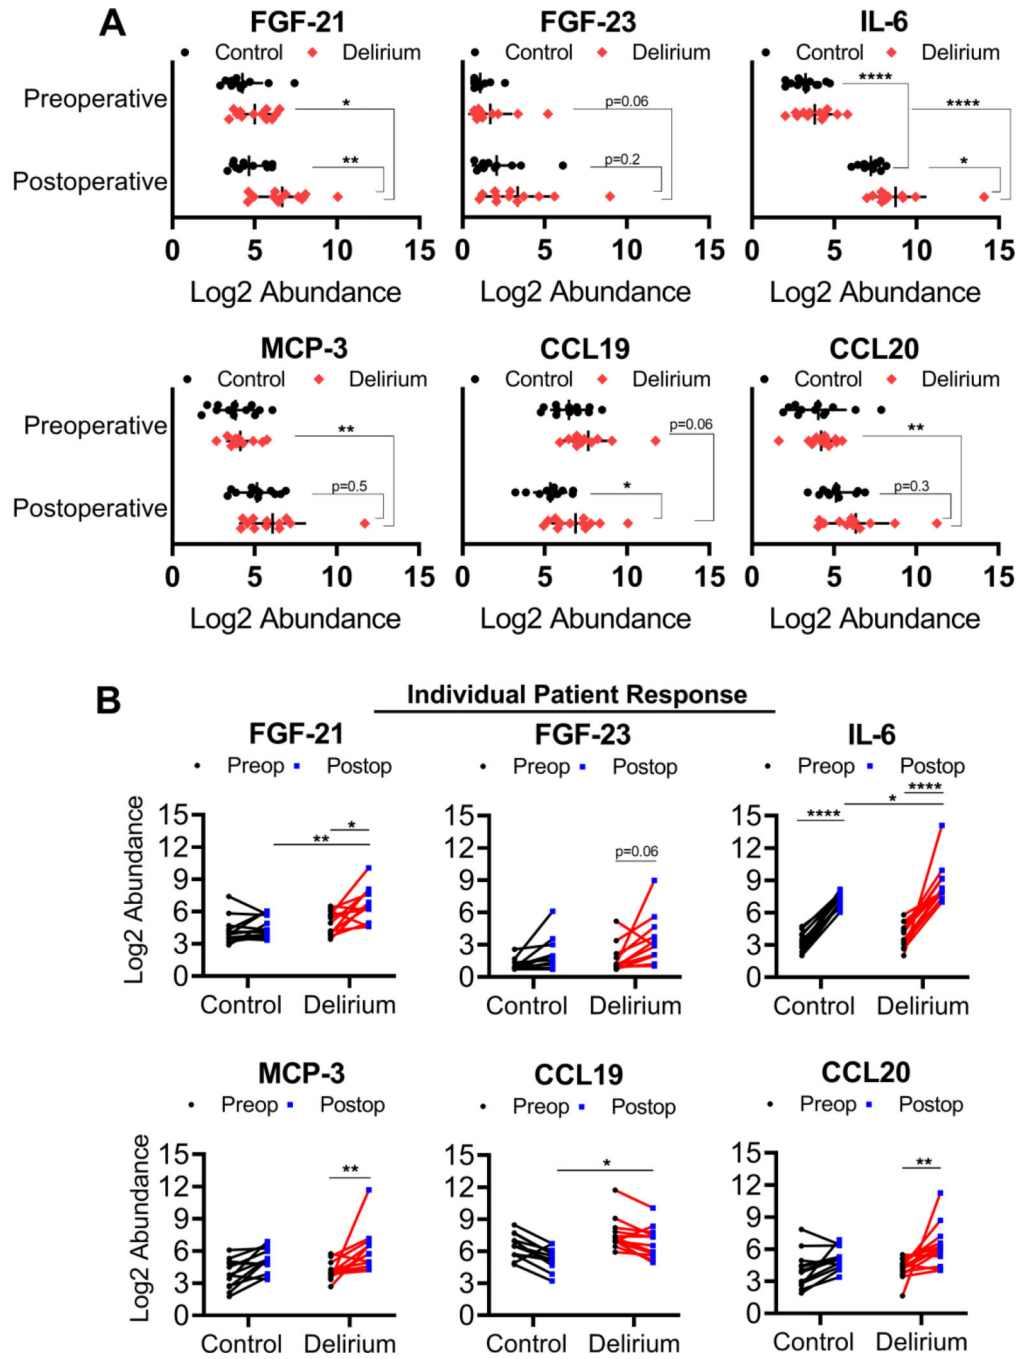 A
FGF-21 FGF-23 IL-6
Control Delirium Control Delirium Control Delirium
Preoperative * p=0.06 **** ****
Postoperative ** p=0.2 *
0 5 10 15 0 5 10 15 0 5 10 15
Log2 Abundance Log2 Abundance Log2 Abundance
MCP-3 CCL19 CCL20
Control Delirium Control Delirium Control Delirium
Preoperative ** p=0.06 **
Postoperative p=0.5 * p=0.3
0 5 10 15 0 5 10 15 0 5 10 15
Log2 Abundance Log2 Abundance Log2 Abundance
B
Individual Patient Response
FGF-21 FGF-23 IL-6
Preop Postop Preop Postop Preop Postop
Log2 Abundance
15 12 9 6 3 0
** *
Control Delirium
15 12 9 6 3 0
p=0.06
Control Delirium
15 12 9 6 3 0
**** * ****
Control Delirium
MCP-3 CCL19 CCL20
Preop Postop Preop Postop Preop Postop
Log2 Abundance
15 12 9 6 3 0
**
Control Delirium
15 12 9 6 3 0
*
Control Delirium
15 12 9 6 3 0
**
Control Delirium